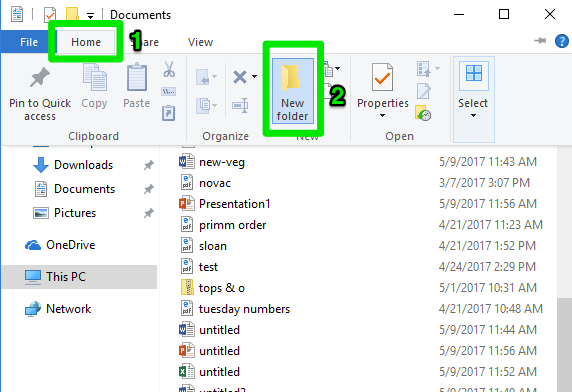 Documents
File Home 1 Share View
Pin to Quick access
Copy
Paste
New folder
2
Properties
Select
Clipboard Organize New Open
Downloads
Documents
Pictures
OneDrive
This PC
Network
new-veg 5/9/2017 11:43 AM
novac 3/7/2017 3:07 PM
Presentation1 5/9/2017 11:56 AM
primm order 4/21/2017 11:23 AM
sloan 4/21/2017 1:52 PM
test 4/24/2017 2:29 PM
tops & o 5/1/2017 10:31 AM
tuesday numbers 4/21/2017 10:48 AM
untitled 5/9/2017 11:44 AM
untitled 5/9/2017 11:56 AM
untitled 5/9/2017 11:52 AM